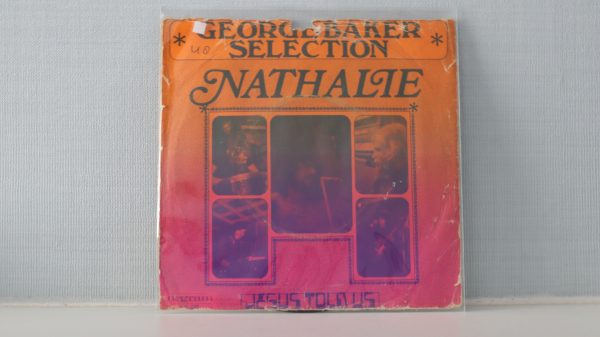 GEORGE BAKER
SELECTION
NATHALIE
JESUS TOLD US